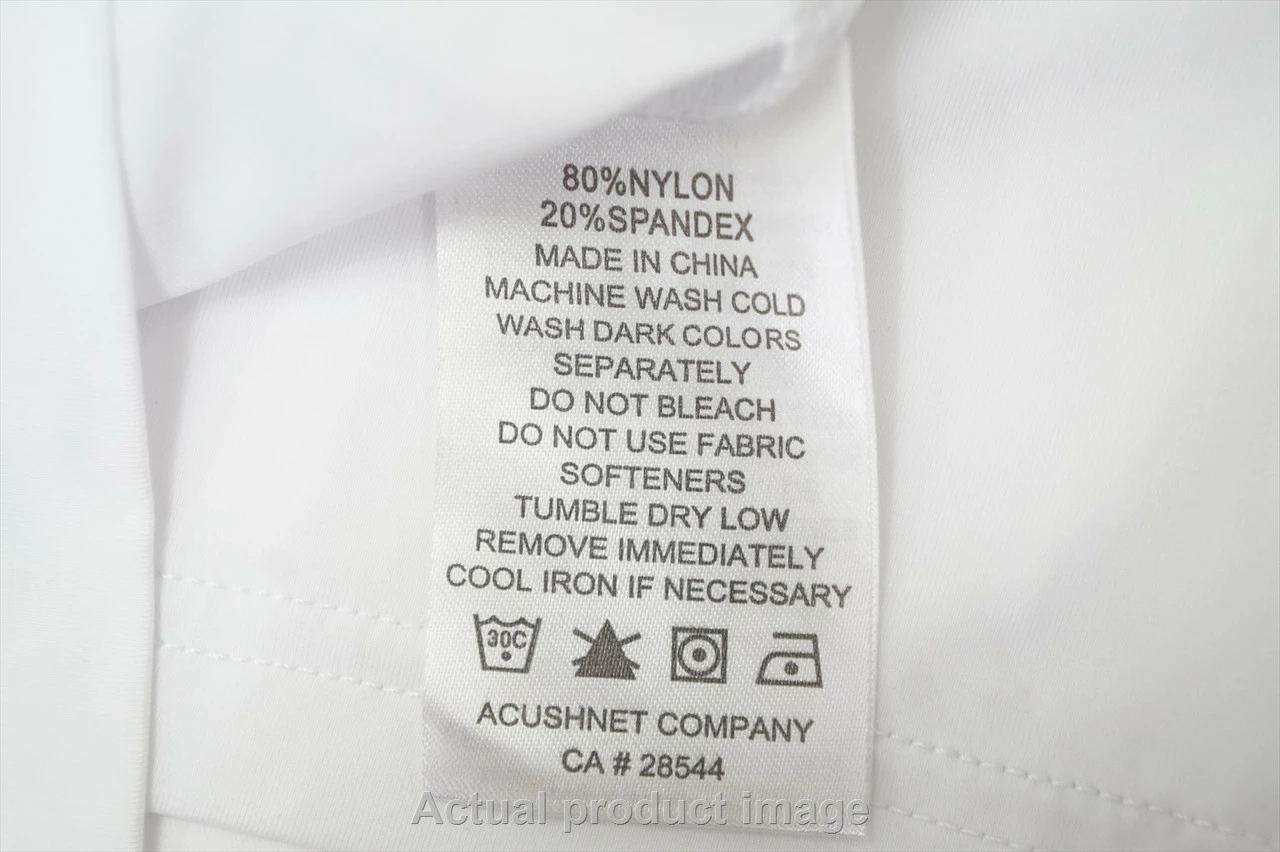 80%NYLON
20%SPANDEX
MADE IN CHINA
MACHINE WASH COLD
WASH DARK COLORS
SEPARATELY
DO NOT BLEACH
DO NOT USE FABRIC
SOFTENERS
TUMBLE DRY LOW
REMOVE IMMEDIATELY
COOL IRON IF NECESSARY
30C
ACUSHNET COMPANY
CA # 28544
Actual product image